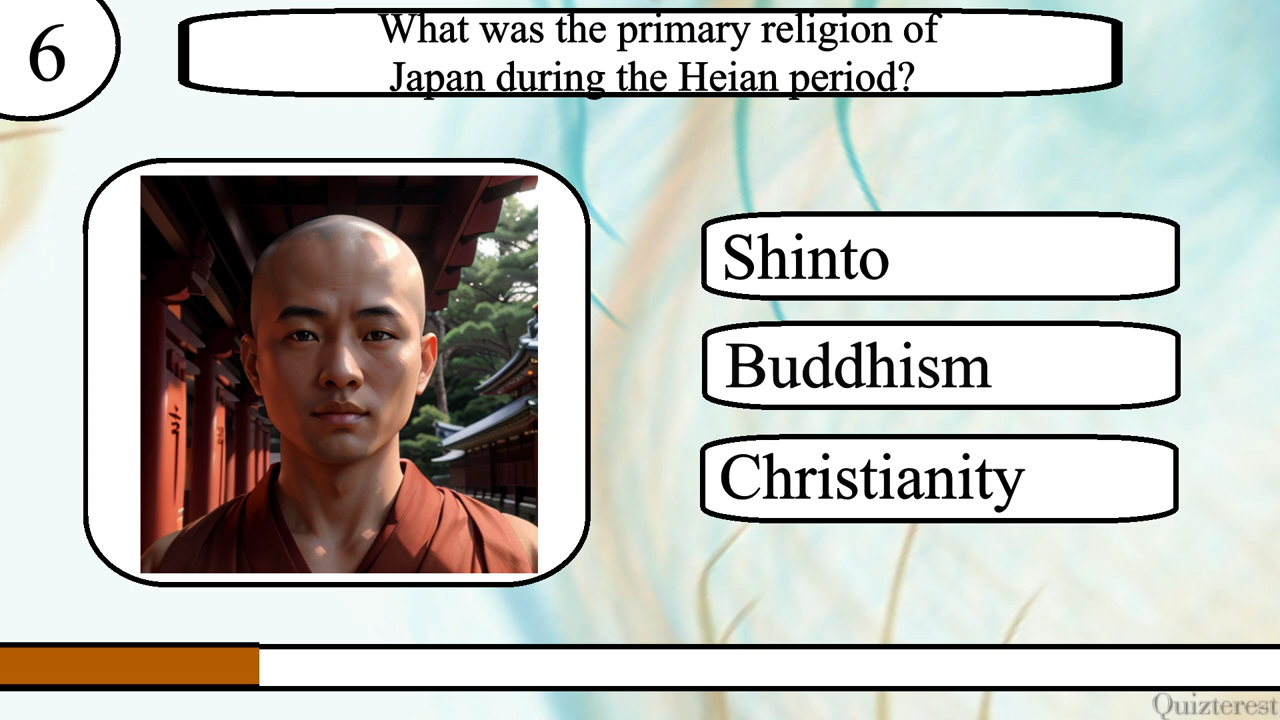 6
What was the primary religion of
Japan during the Heian period?
Shinto
Buddhism
Christianity
Quizterest